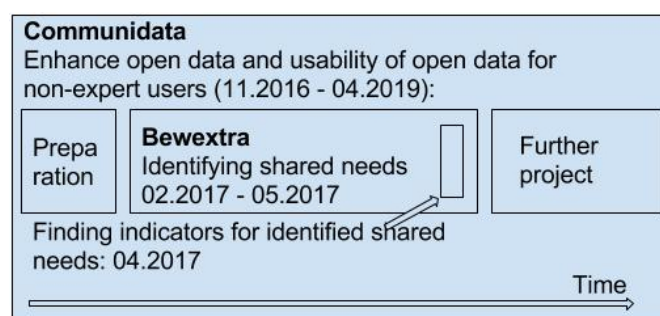 Communidata
Enhance open data and usability of open data for
non-expert users (11.2016 - 04.2019):
Prepa
ration
Bewextra
Identifying shared needs
02.2017 - 05.2017
Further
project
Finding indicators for identified shared
needs: 04.2017
Time